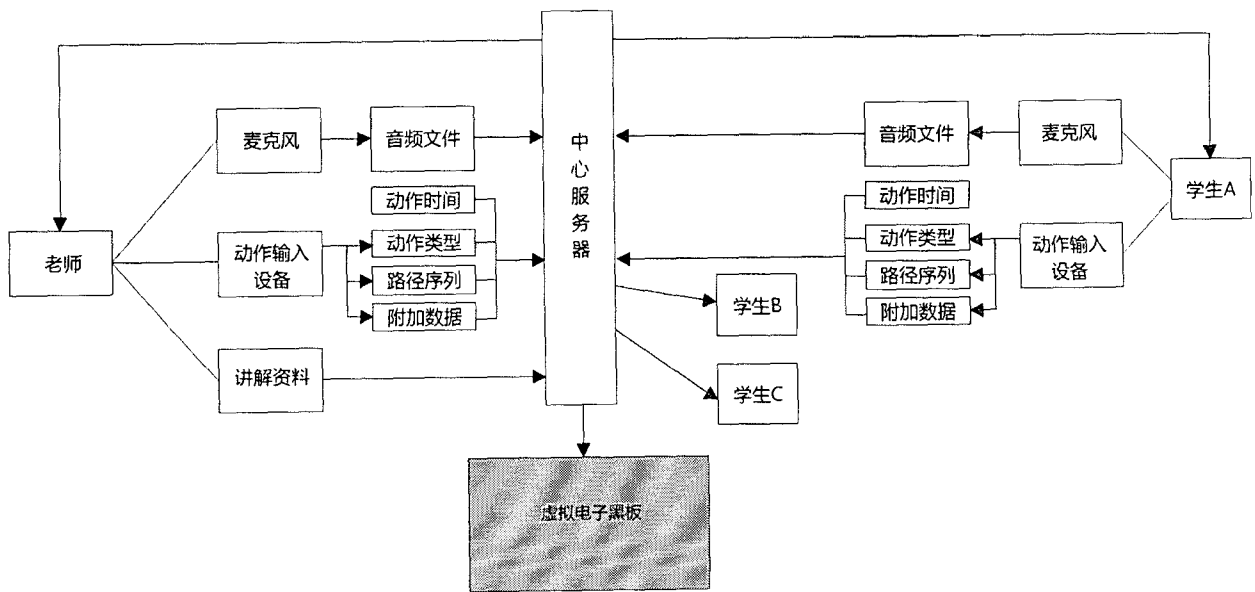 麦克风
音频文件
中心服务器
音频文件
麦克风
动作时间
动作时间
学生A
老师
动作输入
设备
动作类型
动作类型
动作输入
设备
路径序列
路径序列
学生B
附加数据
附加数据
讲解资料
学生C
虚拟电子黑板